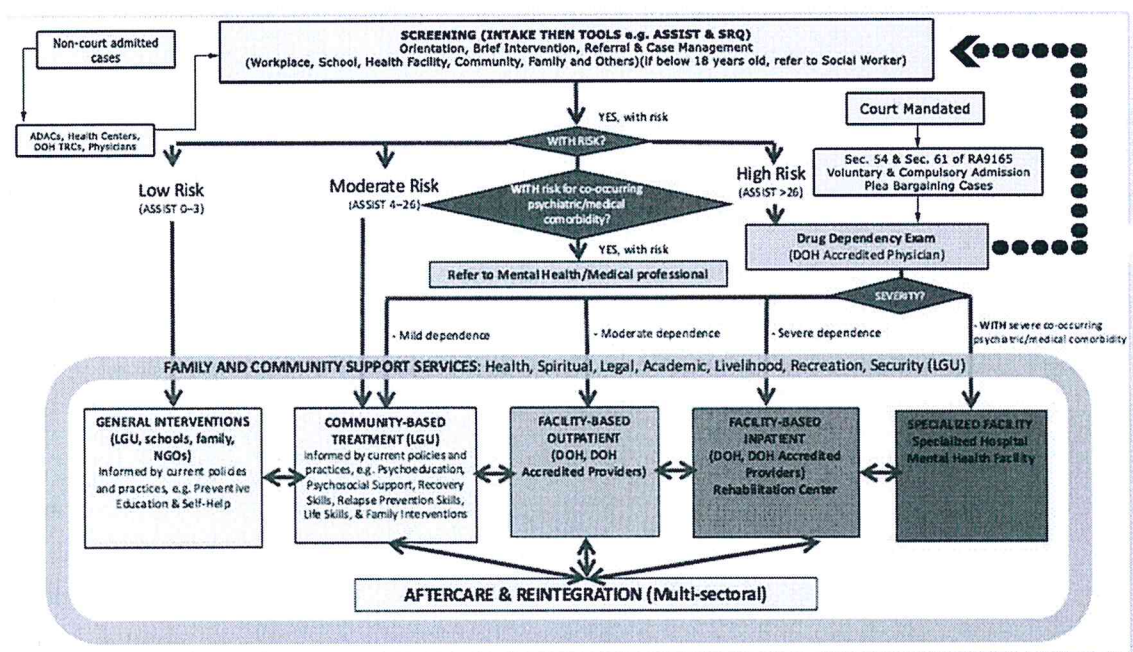 Non-court admitted
cases
SCREENING (INTAKE THEN TOOLS e.g. ASSIST & SRQ)
Orientation, Brief Intervention, Referral & Case Management
(Workplace, School, Health Facility, Community, Family and Others)(if below 18 years old, refer to Social Worker)
ADACs, Health Centers,
DOH TRCs, Physicians
YES, with risk
WITH RISK?
Court Mandated
Sec. 54 & Sec. 61 of RA9165
Voluntary & Compulsory Admission
Plea Bargaining Cases
Low Risk
(ASSIST 0-3)
Moderate Risk
(ASSIST 4-26)
WITH risk for co-occurring
psychiatric/medical
comorbidity?
High Risk
(ASSIST >26)
YES, with risk
Refer to Mental Health/Medical professional
Drug Dependency Exam
(DOH Accredited Physician)
SEVERITY?
- Mild dependence
- Moderate dependence
- Severe dependence
- WITH severe co-occurring
psychiatric/medical comorbidity
FAMILY AND COMMUNITY SUPPORT SERVICES: Health, Spiritual, Legal, Academic, Livelihood, Recreation, Security (LGU)
GENERAL INTERVENTIONS
(LGU, schools, family,
NGOs)
Informed by current policies
and practices, e.g. Preventive
Education & Self-Help
COMMUNITY-BASED
TREATMENT (LGU)
Informed by current policies and
practices, e.g. Psychoeducation,
Psychosocial Support, Recovery
Skills, Relapse Prevention Skills,
Life Skills, & Family Interventions
FACILITY-BASED
OUTPATIENT
(DOH, DOH
Accredited Providers)
FACILITY-BASED
INPATIENT
(DOH, DOH Accredited
Providers)
Rehabilitation Center
SPECIALIZED FACILITY
Specialized Hospital
Mental Health Facility
AFTERCARE & REINTEGRATION (Multi-sectoral)